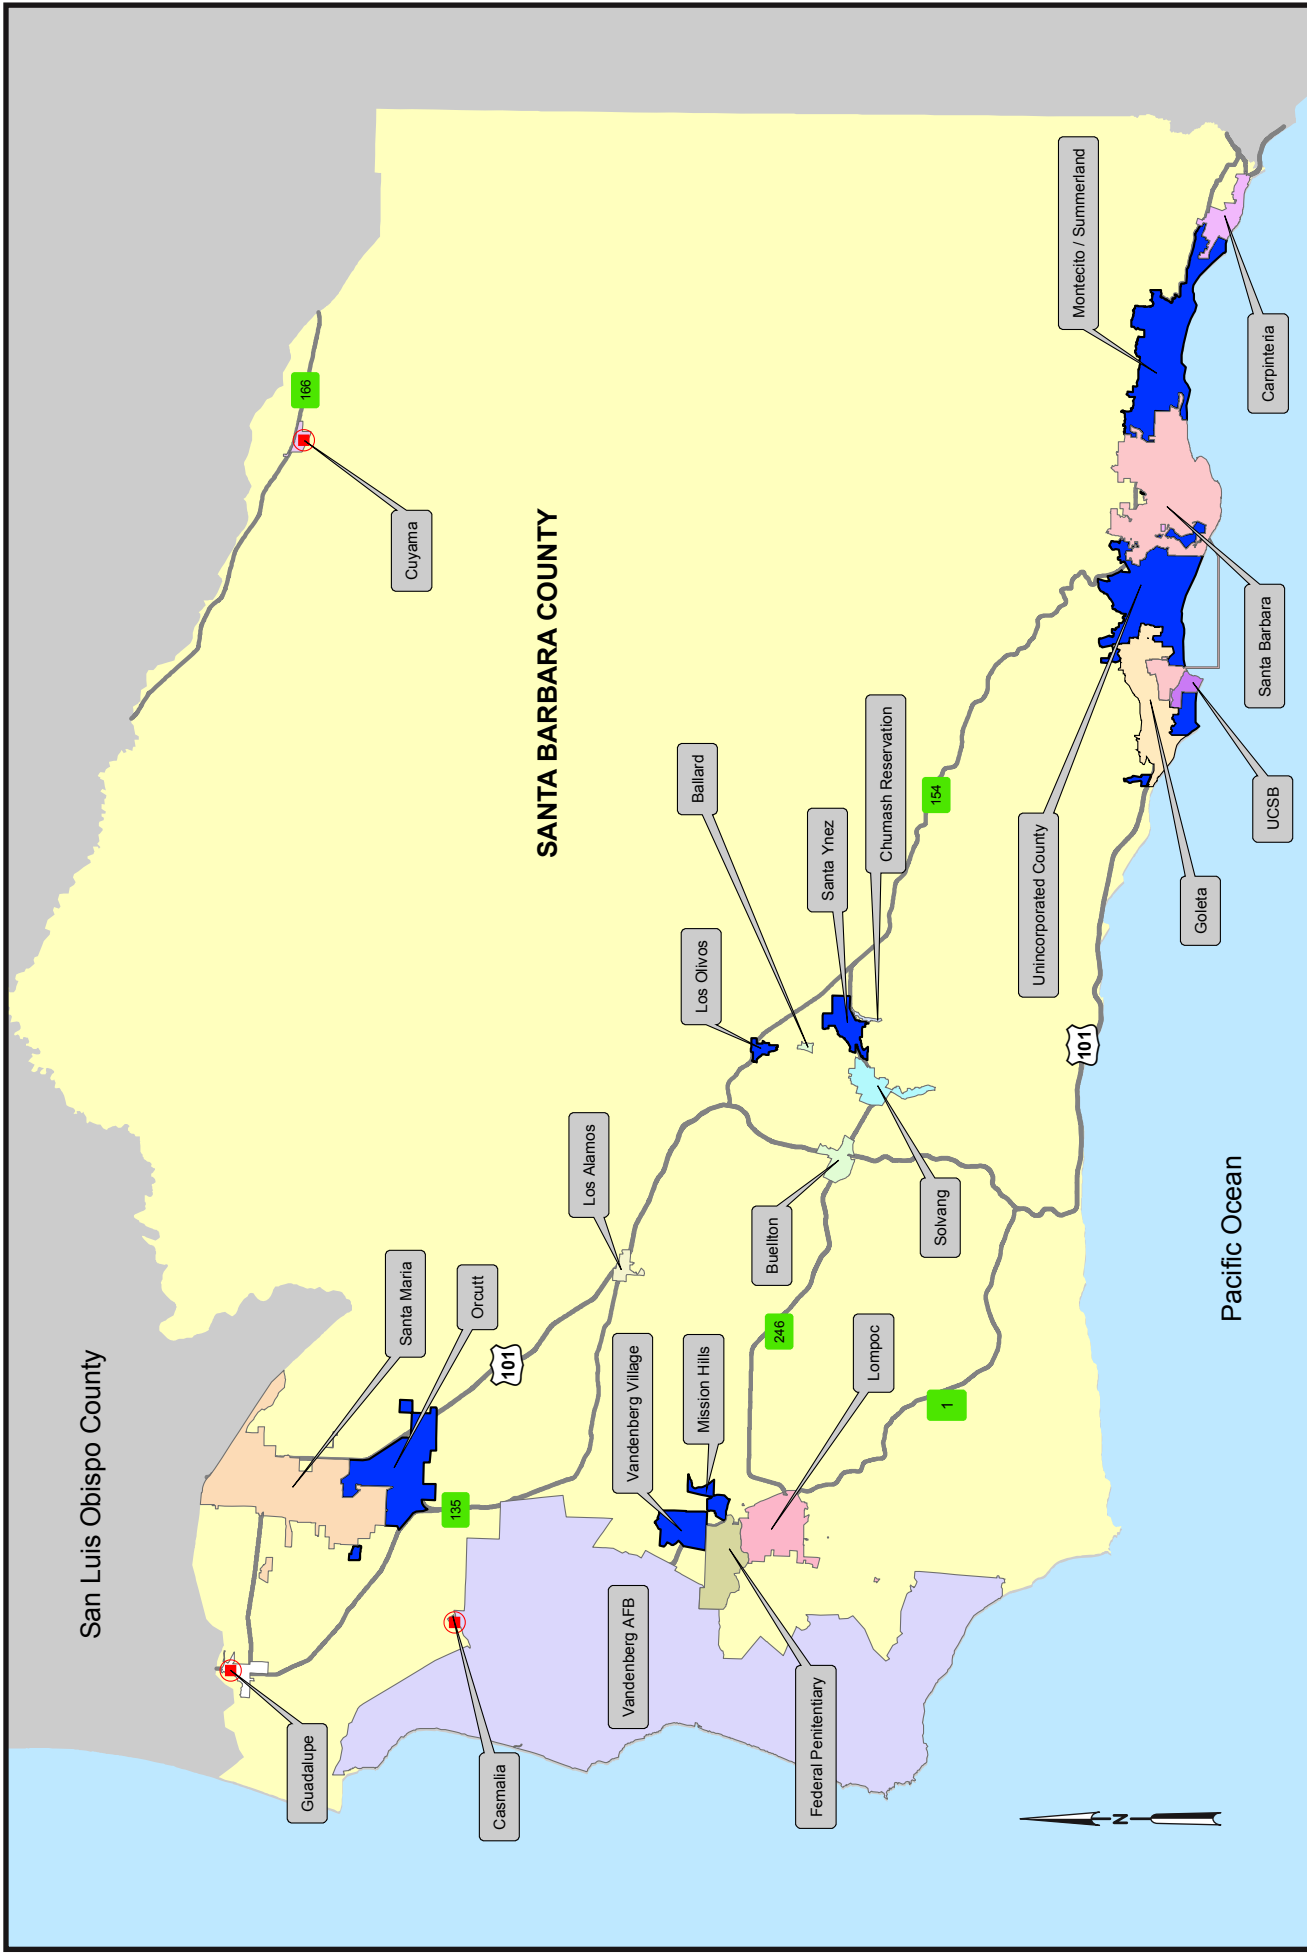 San Luis Obispo County
Guadalupe
166
Santa Maria
Cuyama
135
Orcutt
Casmalia
101
SANTA BARBARA COUNTY
Los Alamos
Vandenberg AFB
Vandenberg Village
Mission Hills
Los Olivos
Ballard
Buellton
246
Federal Penitentiary
Santa Ynez
Lompoc
Chumash Reservation
Solvang
1
154
Unincorporated County
Montecito / Summerland
101
N
Goleta
Pacific Ocean
Santa Barbara
Carpinteria
UCSB